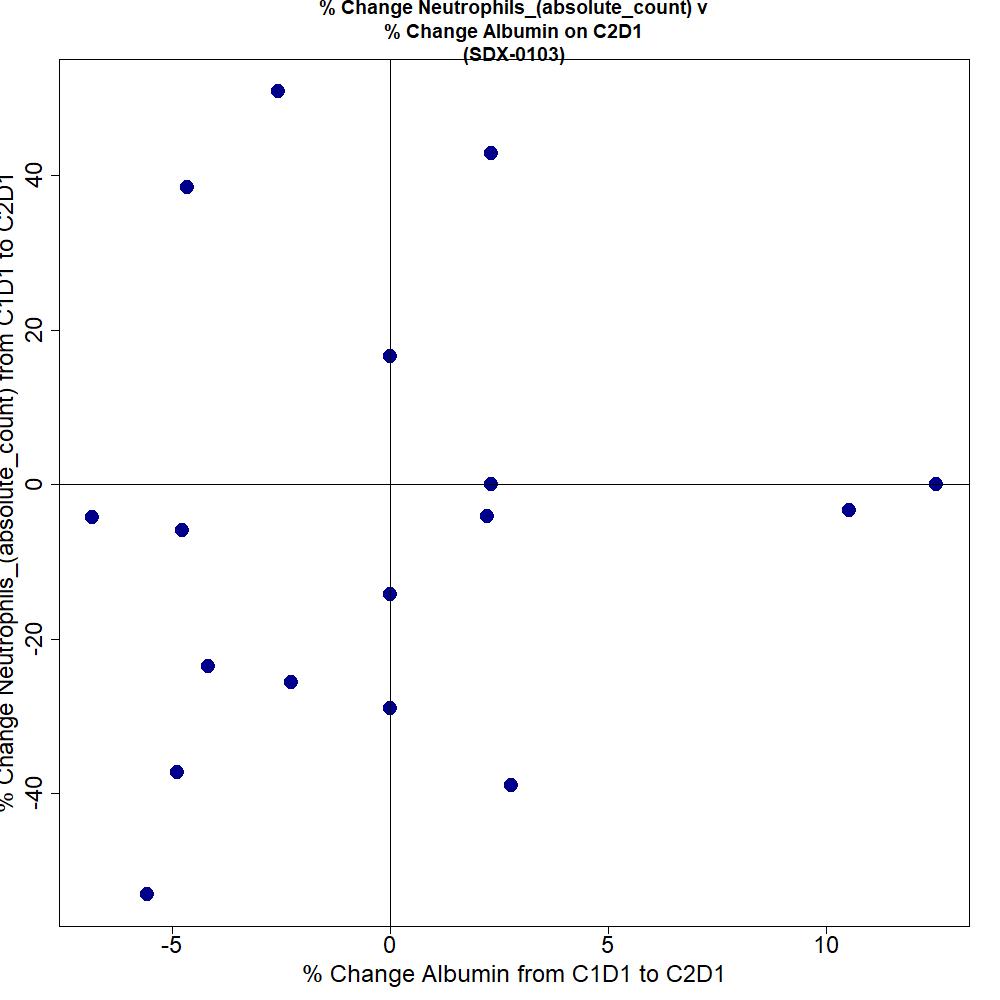 % Change Neutrophils_(absolute_count) v
% Change Albumin on C2D1
(SDX-0103)
% Change Neutrophils_(absolute_count) from C1D1 to C2D1
40
20
0
-20
-40
-5
0
5
10
% Change Albumin from C1D1 to C2D1